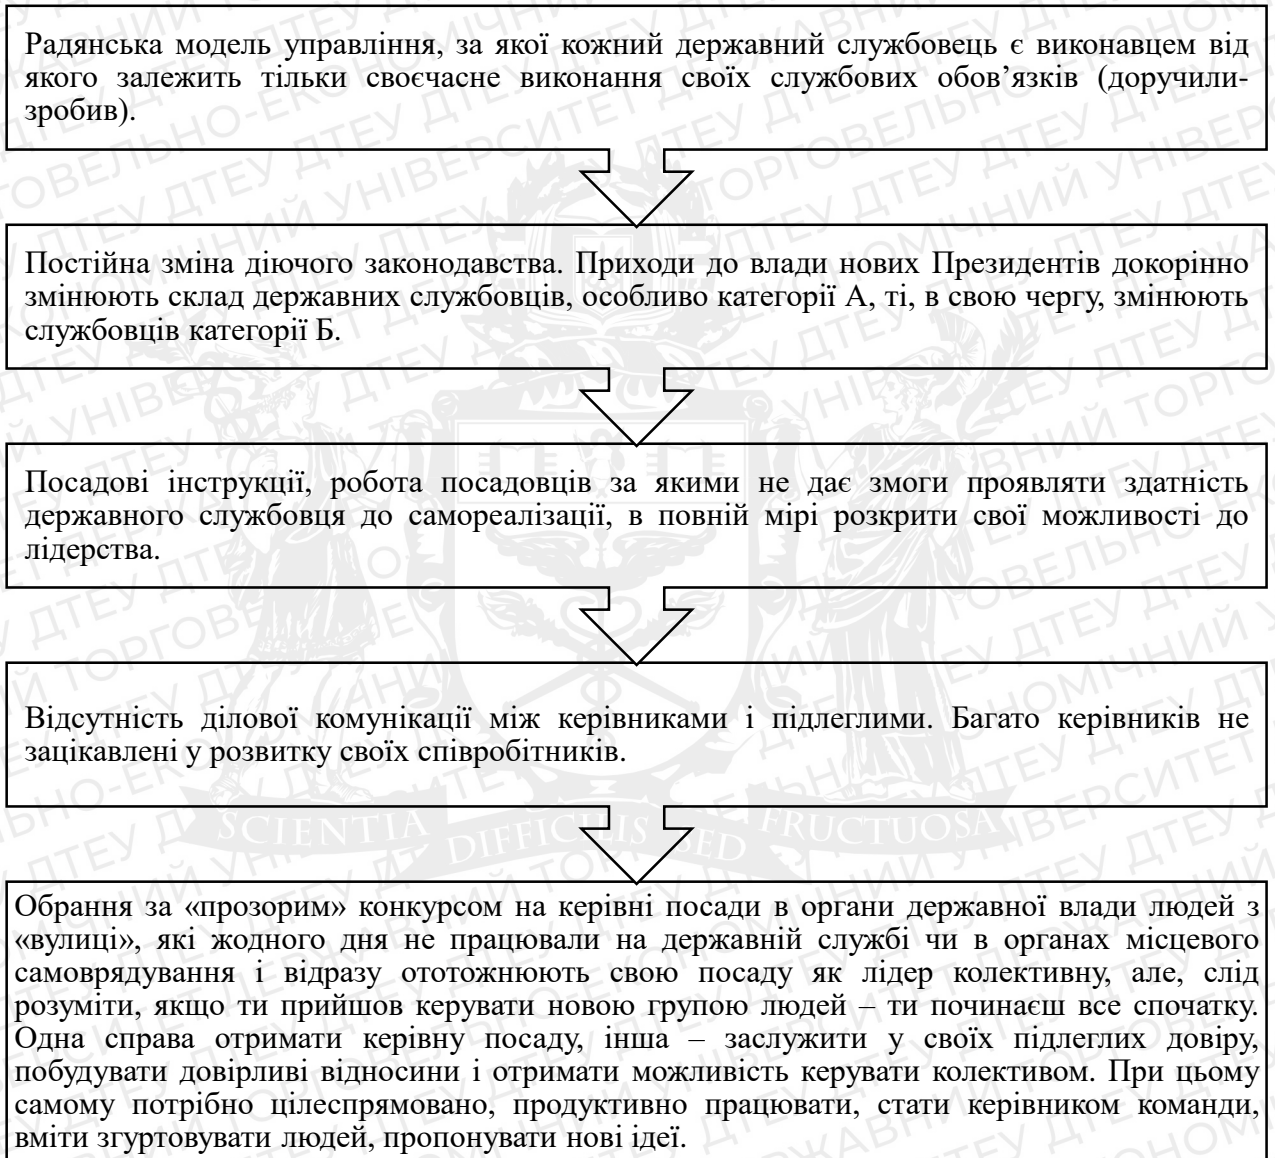 Радянська модель управління, за якої кожний державний службовець є виконавцем від
якого залежить тільки своєчасне виконання своїх службових обов’язків (доручили-
зробив).
Постійна зміна діючого законодавства. Приходи до влади нових Президентів докорінно
змінюють склад державних службовців, особливо категорії А, ті, в свою чергу, змінюють
службовців категорії Б.
Посадові інструкції, робота посадовців за якими не дає змоги проявляти здатність
державного службовця до самореалізації, в повній мірі розкрити свої можливості до
лідерства.
Відсутність ділової комунікації між керівниками і підлеглими. Багато керівників не
зацікавлені у розвитку своїх співробітників.
SCIENTIA DIFFICILIS SED FRUCTUOSA
Обрання за «прозорим» конкурсом на керівні посади в органи державної влади людей з
«вулиці», які жодного дня не працювали на державній службі чи в органах місцевого
самоврядування і відразу ототожнюють свою посаду як лідер колективну, але, слід
розуміти, якщо ти прийшов керувати новою групою людей – ти починаєш все спочатку.
Одна справа отримати керівну посаду, інша – заслужити у своїх підлеглих довіру,
побудувати довірливі відносини і отримати можливість керувати колективом. При цьому
самому потрібно цілеспрямовано, продуктивно працювати, стати керівником команди,
вміти згуртовувати людей, пропонувати нові ідеї.